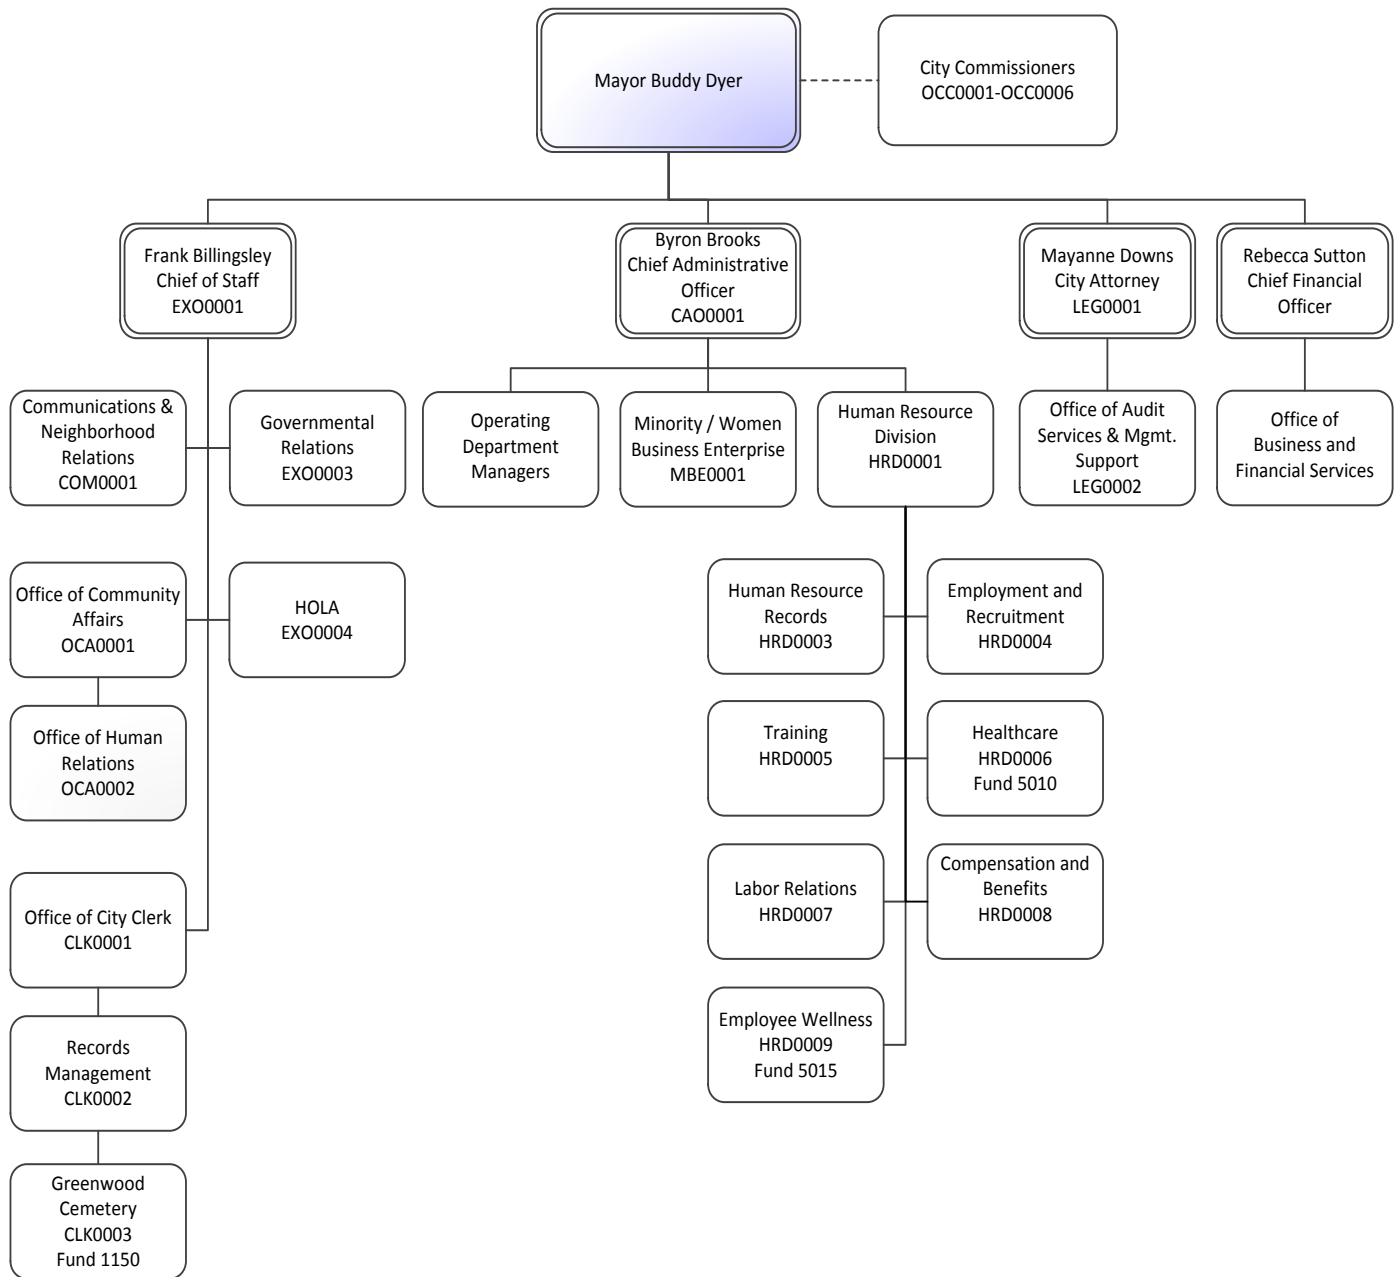 Mayor Buddy Dyer
City Commissioners
OCC0001-OCC0006
Frank Billingsley
Chief of Staff
EXO0001
Byron Brooks
Chief Administrative
Officer
CAO0001
Mayanne Downs
City Attorney
LEG0001
Rebecca Sutton
Chief Financial
Officer
Communications &
Neighborhood
Relations
COM0001
Governmental
Relations
EXO0003
Operating
Department
Managers
Minority / Women
Business Enterprise
MBE0001
Human Resource
Division
HRD0001
Office of Audit
Services & Mgmt.
Support
LEG0002
Office of
Business and
Financial Services
Office of Community
Affairs
OCA0001
HOLA
EXO0004
Human Resource
Records
HRD0003
Employment and
Recruitment
HRD0004
Office of Human
Relations
OCA0002
Training
HRD0005
Healthcare
HRD0006
Fund 5010
Office of City Clerk
CLK0001
Labor Relations
HRD0007
Compensation and
Benefits
HRD0008
Records
Management
CLK0002
Employee Wellness
HRD0009
Fund 5015
Greenwood
Cemetery
CLK0003
Fund 1150